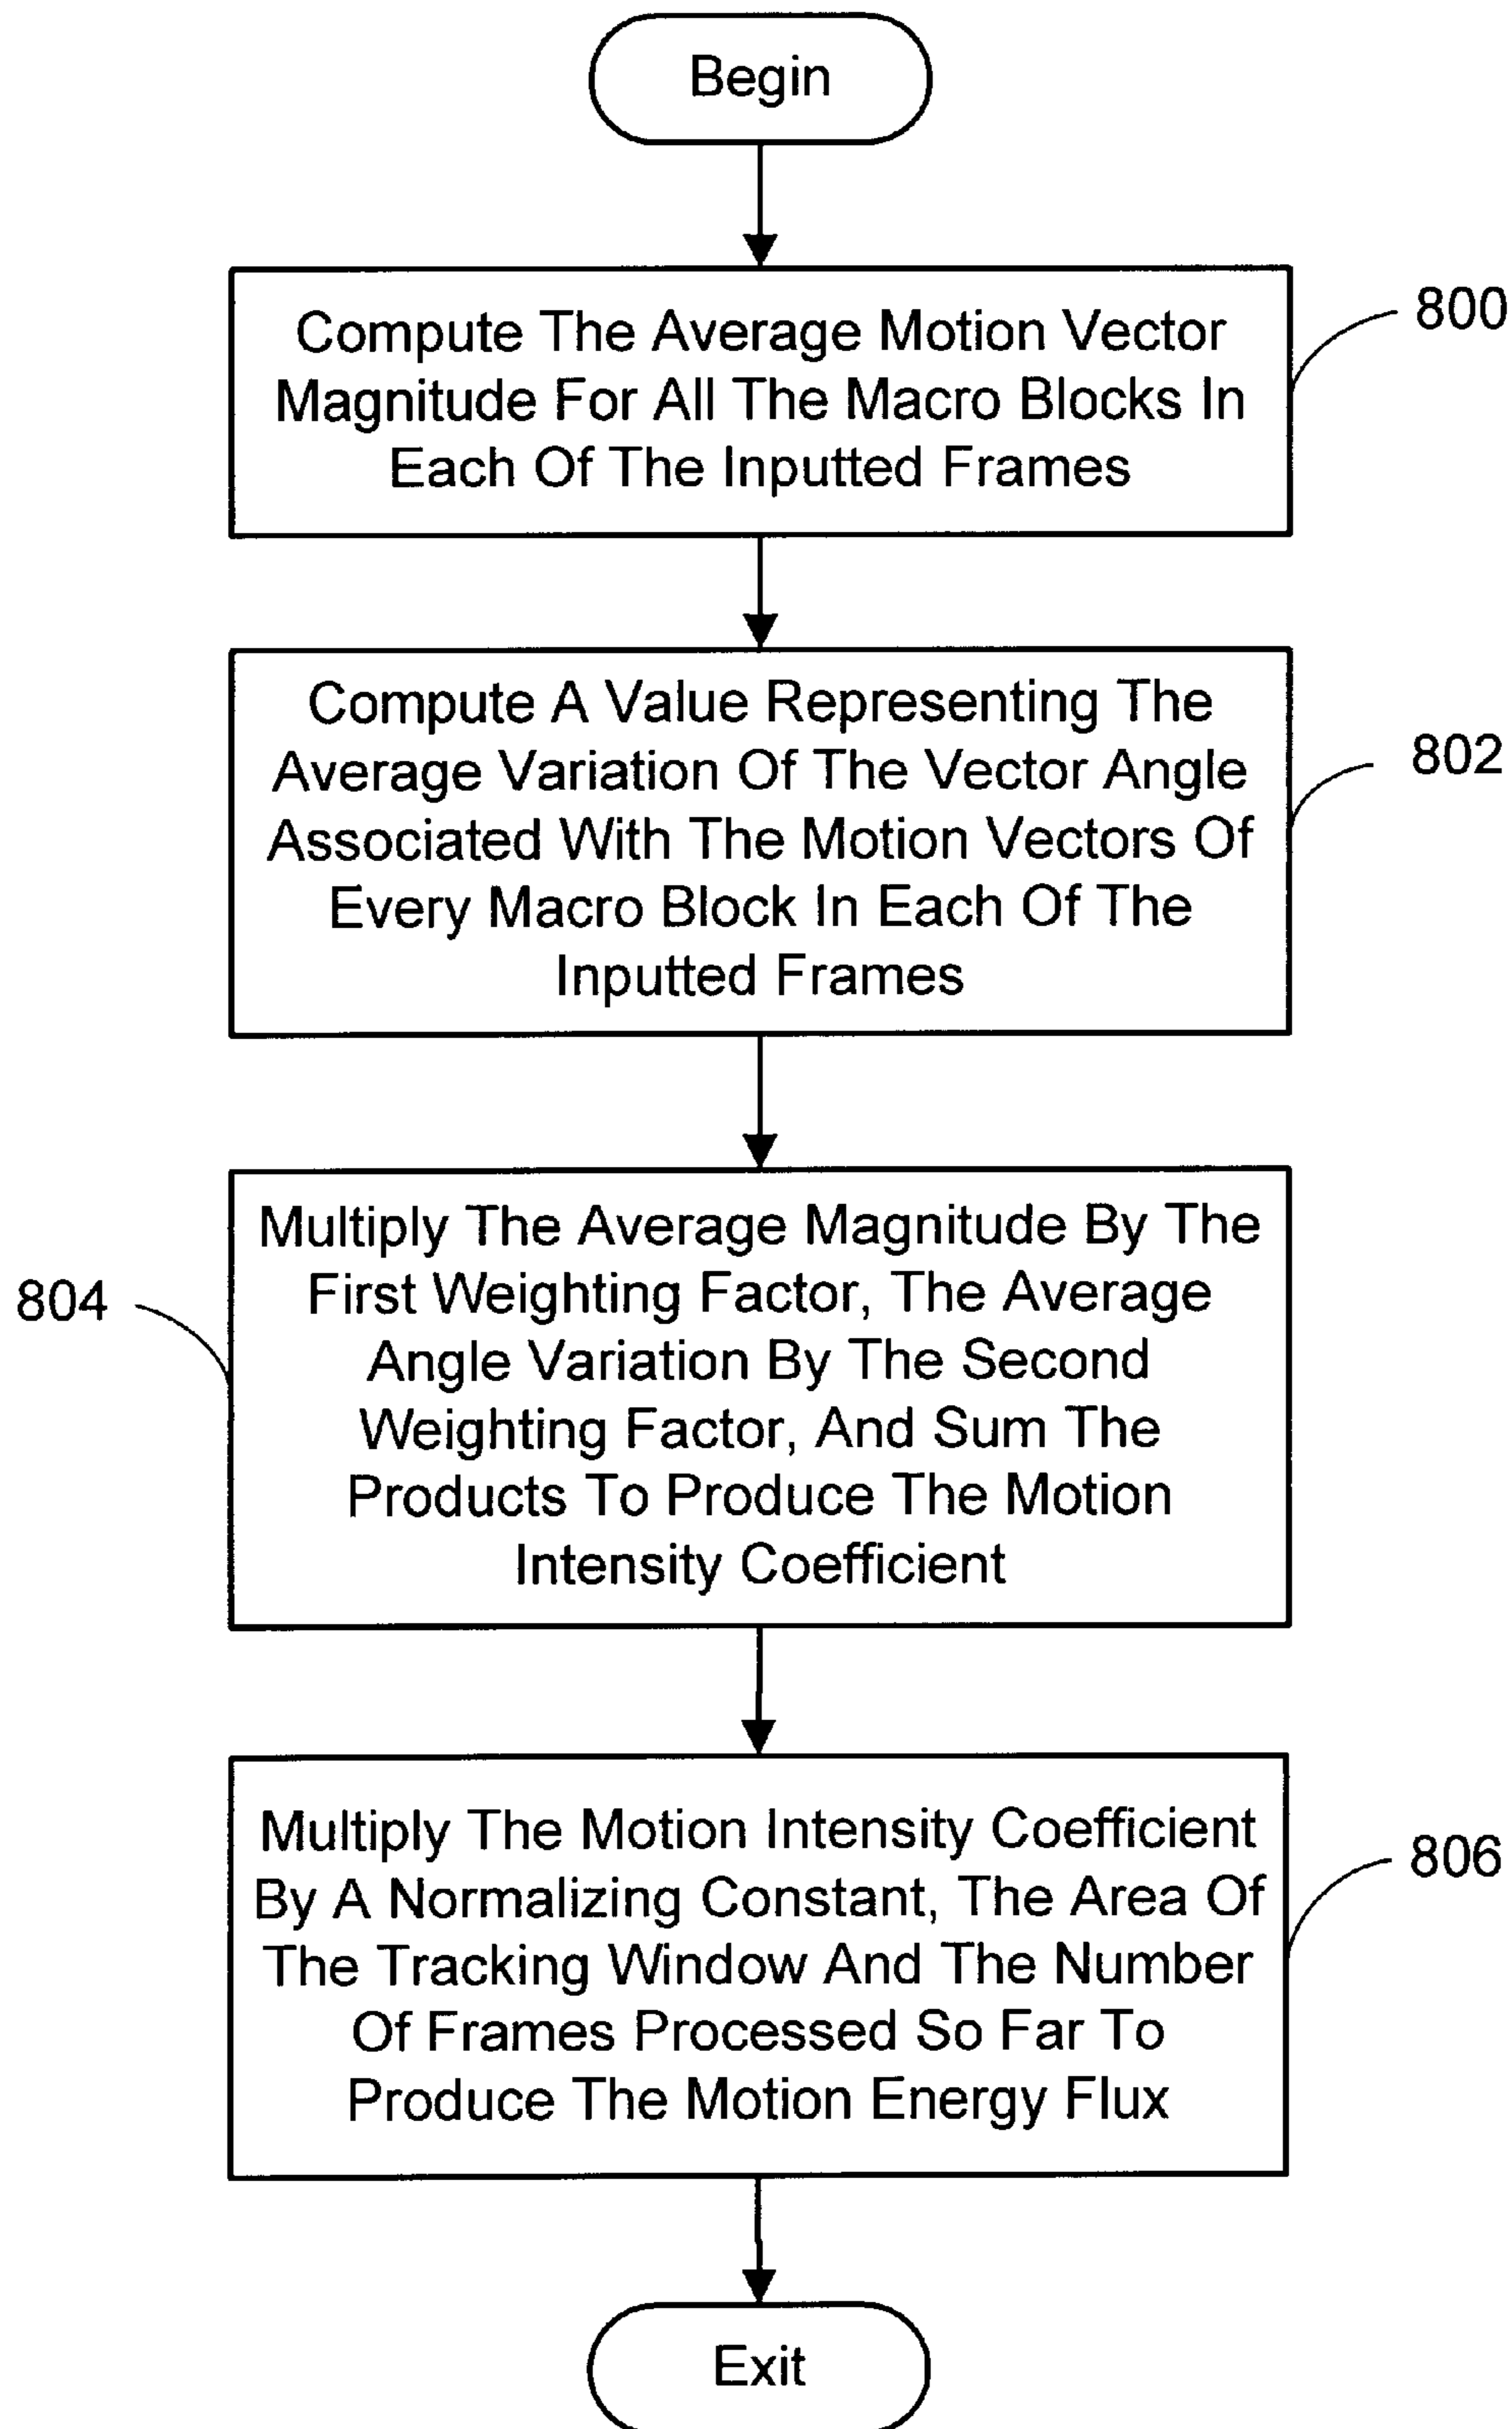 Begin
Compute The Average Motion Vector
Magnitude For All The Macro Blocks In
Each Of The Inputted Frames
800
Compute A Value Representing The
Average Variation Of The Vector Angle
Associated With The Motion Vectors Of
Every Macro Block In Each Of The
Inputted Frames
802
Multiply The Average Magnitude By The
First Weighting Factor, The Average
Angle Variation By The Second
Weighting Factor, And Sum The
Products To Produce The Motion
Intensity Coefficient
804
Multiply The Motion Intensity Coefficient
By A Normalizing Constant, The Area Of
The Tracking Window And The Number
Of Frames Processed So Far To
Produce The Motion Energy Flux
806
Exit